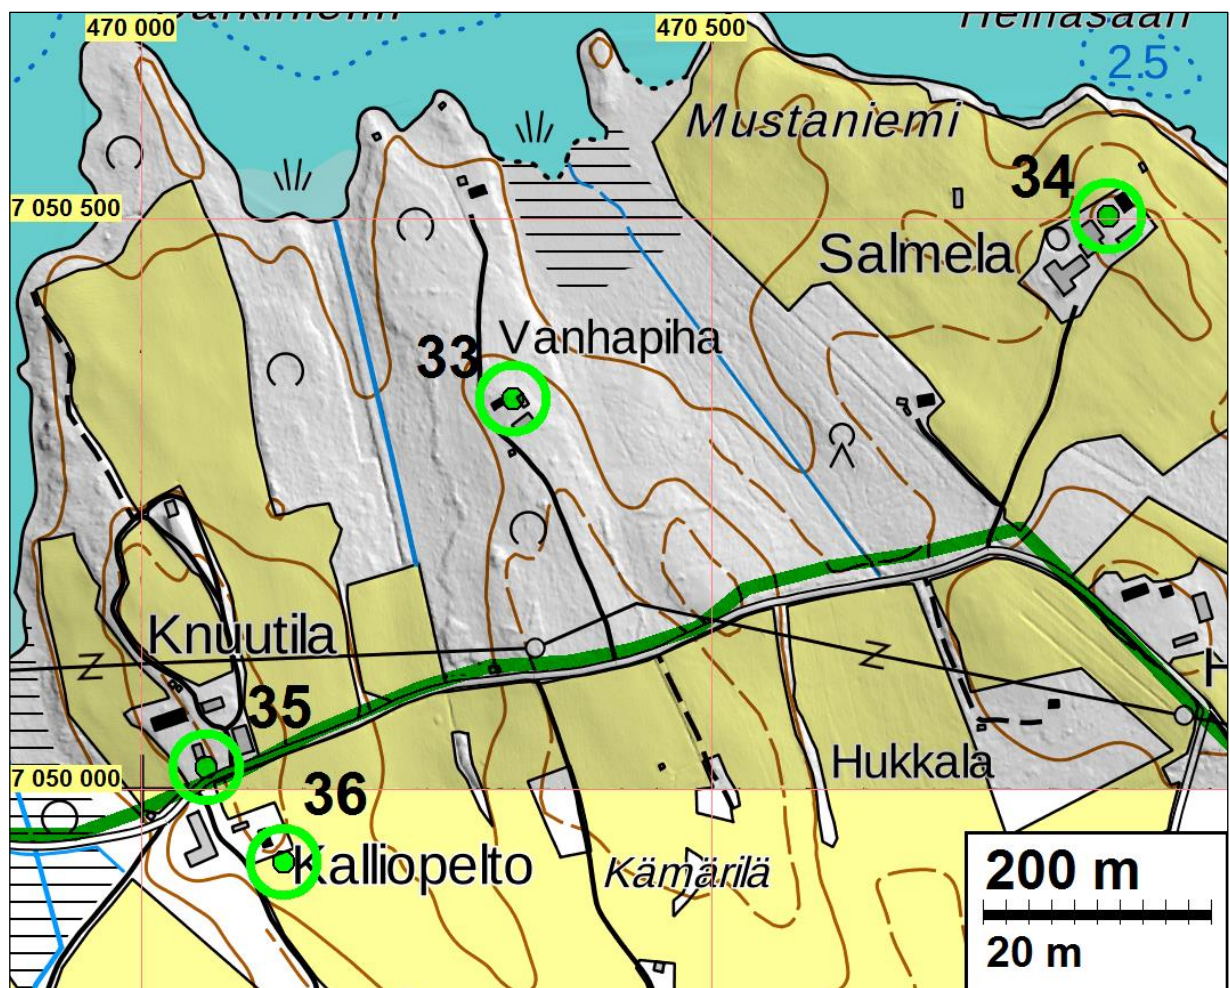 470 000
470 500
2.5
Mustaniemi
34
7 050 500
Salmela
Vanhapiha
33
Knuutila
35
H
Hukkala
7 050 000
36
Kalliopelto
Kämärilä
200 m
20 m